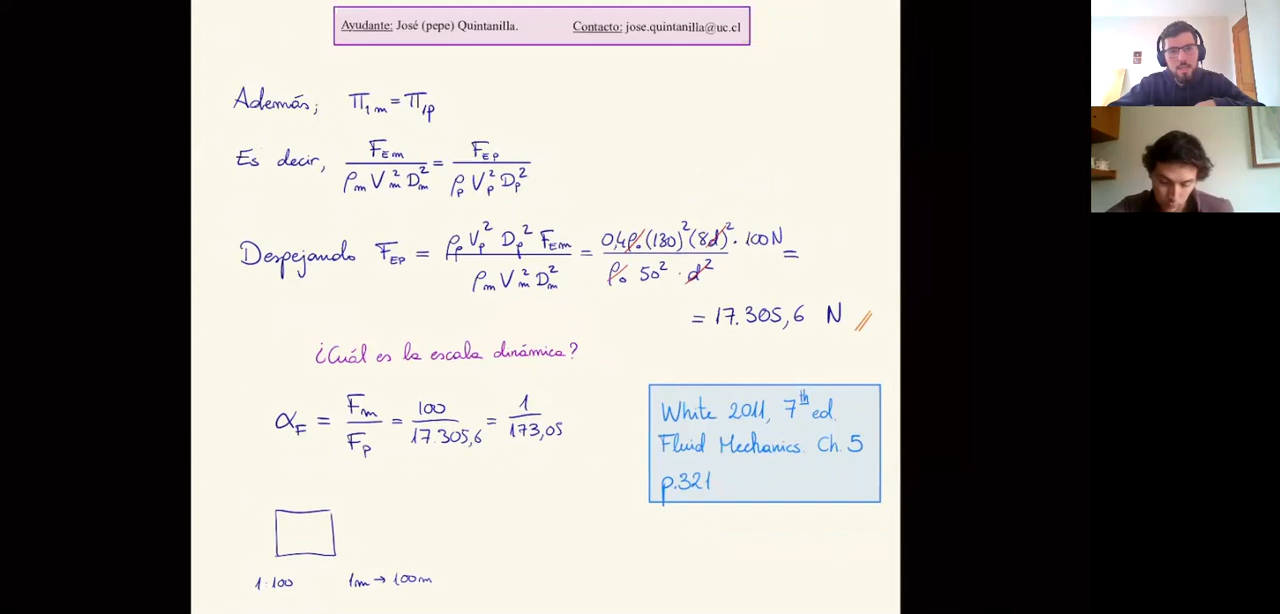 Ayudante: José (pepe) Quintanilla. Contacto: jose.quintanilla@uc.cl
Además; Π1m = Π1p
Es decir, FEm / ρm Vm² Dm² = FEp / ρp Vp² Dp²
Despejando FEp = ρp Vp² Dp² FEm / ρm Vm² Dm² = 0,4ρo (130)² (8d)² · 100N / ρo 50² · d² =
= 17.305,6 N //
¿Cuál es la escala dinámica?
αF = Fm / Fp = 100 / 17.305,6 = 1 / 173,05
White 2011, 7th ed.
Fluid Mechanics. Ch. 5
p.321
1:100 1m → 100m